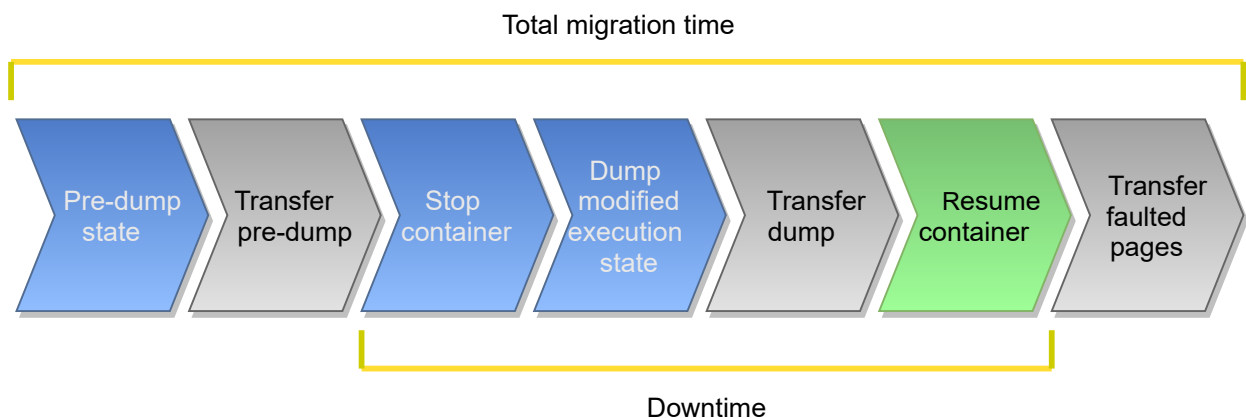 Total migration time
Pre-dump
state
Transfer
pre-dump
Stop
container
Dump
modified
execution
state
Transfer
dump
Resume
container
Transfer
faulted
pages
Downtime